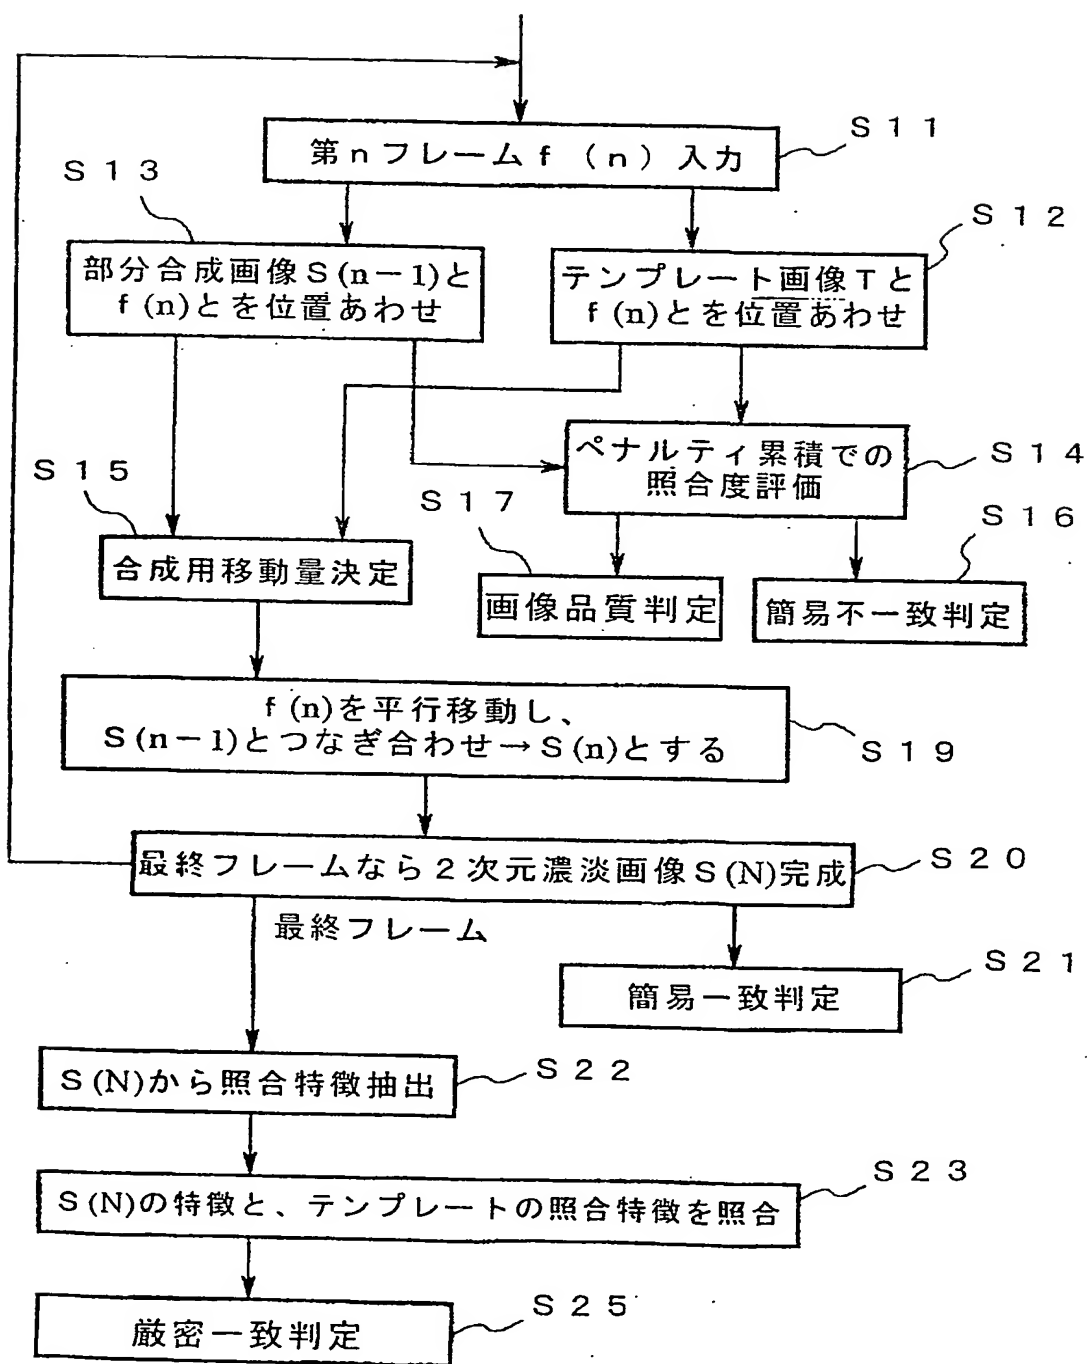 S11
第nフレームf(n)入力
S13
S12
部分合成画像S(n-1)と
f(n)とを位置あわせ
テンプレート画像Tと
f(n)とを位置あわせ
S15
S14
ペナルティ累積での
照合度評価
S17
S16
合成用移動量決定
画像品質判定
簡易不一致判定
f(n)を平行移動し、
S(n-1)とつなぎ合わせ→S(n)とする
S19
最終フレームなら2次元濃淡画像S(N)完成
S20
最終フレーム
S21
簡易一致判定
S(N)から照合特徴抽出
S22
S23
S(N)の特徴と、テンプレートの照合特徴を照合
S25
厳密一致判定